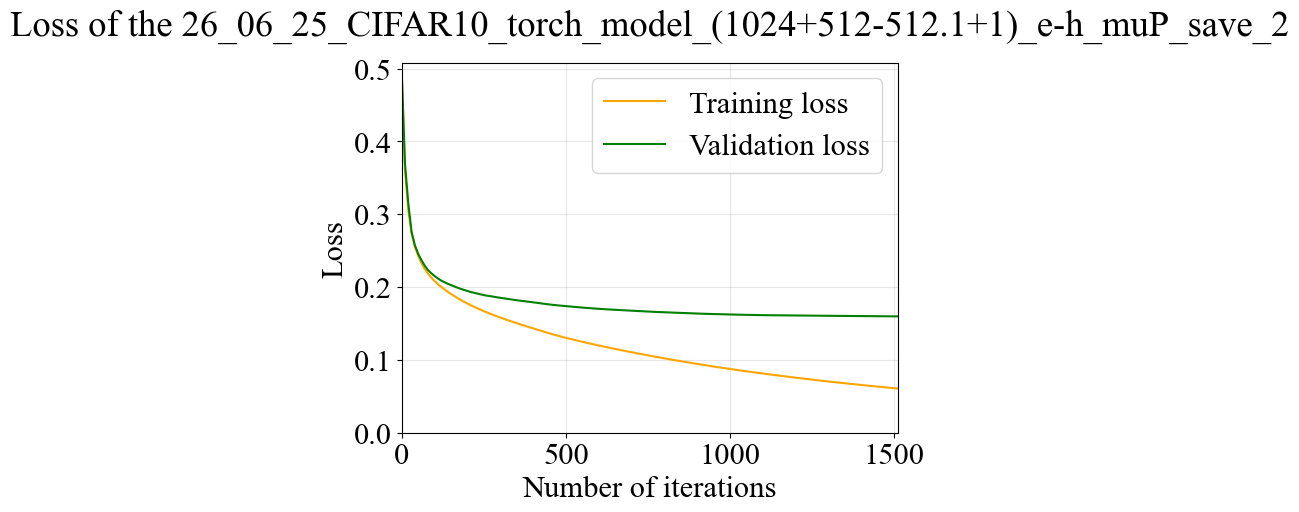 Loss of the 26_06_25_CIFAR10_torch_model_(1024+512-512.1+1)_e-h_muP_save_2
0.5
0.4
0.3
0.2
0.1
0.0
Loss
Training loss
Validation loss
0 500 1000 1500
Number of iterations